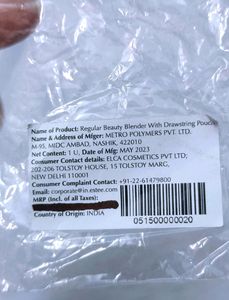 Name of Product: Regular Beauty Blender With Drawstring Pouch
Name & Address of Mfger: METRO POLYMERS PVT. LTD.
M-95, MIDC AMBAD, NASHIK, 422010
Net Content: 1 U, Date of Mfg: MAY 2023
Consumer Contact Details: ELCA COSMETICS PVT LTD;
202-206 TOLSTOY HOUSE, 15 TOLSTOY MARG,
NEW DELHI 110001
Consumer Complaint Contact: +91-22-61479800
Email: corporate@in.estee.com
MRP (Incl. of all Taxes):
Country of Origin: INDIA
051500000020